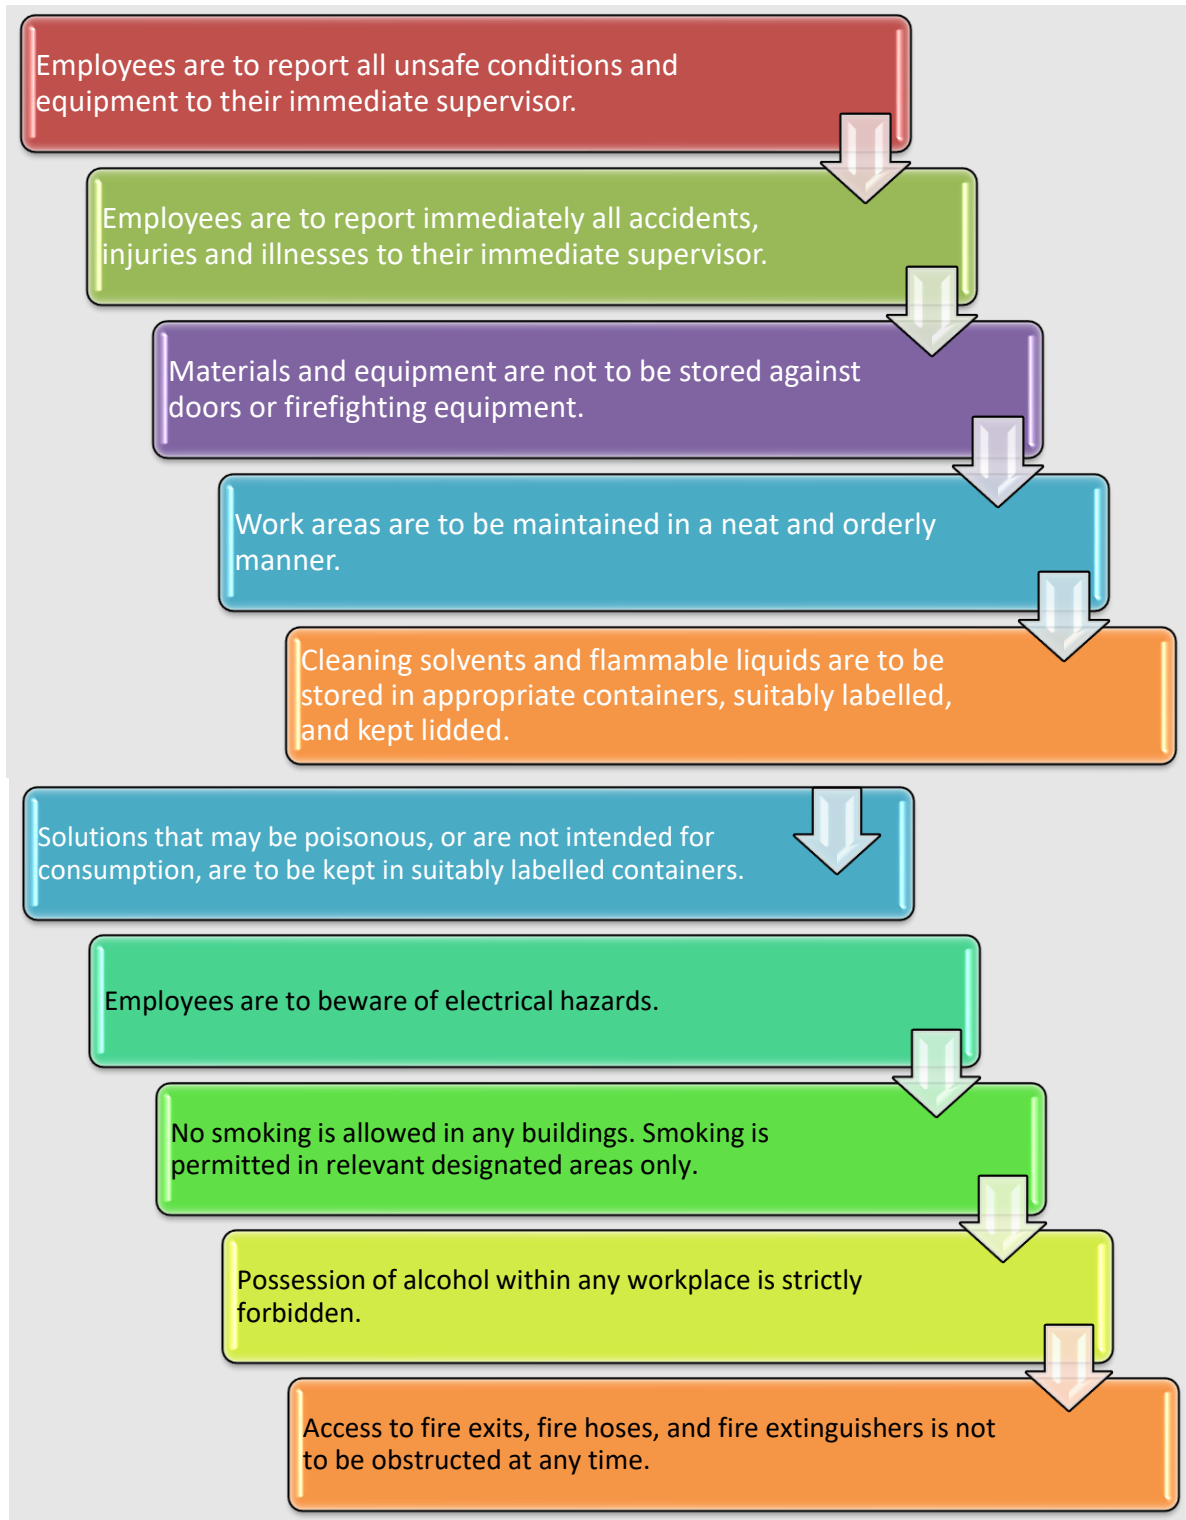 Employees are to report all unsafe conditions and
equipment to their immediate supervisor.
Employees are to report immediately all accidents,
injuries and illnesses to their immediate supervisor.
Materials and equipment are not to be stored against
doors or firefighting equipment.
Work areas are to be maintained in a neat and orderly
manner.
Cleaning solvents and flammable liquids are to be
stored in appropriate containers, suitably labelled,
and kept lidded.
Solutions that may be poisonous, or are not intended for
consumption, are to be kept in suitably labelled containers.
Employees are to beware of electrical hazards.
No smoking is allowed in any buildings. Smoking is
permitted in relevant designated areas only.
Possession of alcohol within any workplace is strictly
forbidden.
Access to fire exits, fire hoses, and fire extinguishers is not
to be obstructed at any time.